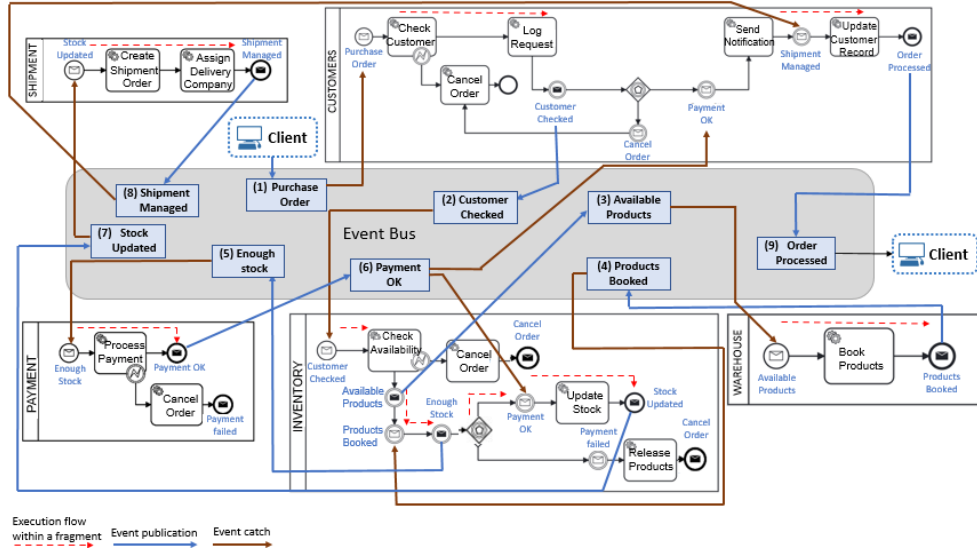 SHIPMENT
Stock
Updated
Create
Shipment
Order
Assign
Delivery
Company
Shipment
Managed
CUSTOMERS
Purchase
Order
Check
Customer
Log
Request
Cancel
Order
Customer
Checked
Cancel
Order
Payment
OK
Send
Notification
Shipment
Managed
Update
Customer
Record
Order
Processed
Client
(8) Shipment
Managed
(1) Purchase
Order
(2) Customer
Checked
(3) Available
Products
(7) Stock
Updated
Event Bus
(5) Enough
stock
(6) Payment
OK
(4) Products
Booked
(9) Order
Processed
Client
PAYMENT
Enough
Stock
Process
Payment
Payment OK
Cancel
Order
Payment
failed
INVENTORY
Customer
Checked
Check
Availability
Cancel
Order
Cancel
Order
Available
Products
Enough
Stock
Products
Booked
Payment
OK
Update
Stock
Stock
Updated
Payment
failed
Release
Products
Cancel
Order
WAREHOUSE
Available
Products
Book
Products
Products
Booked
Execution flow
within a fragment
Event publication
Event catch